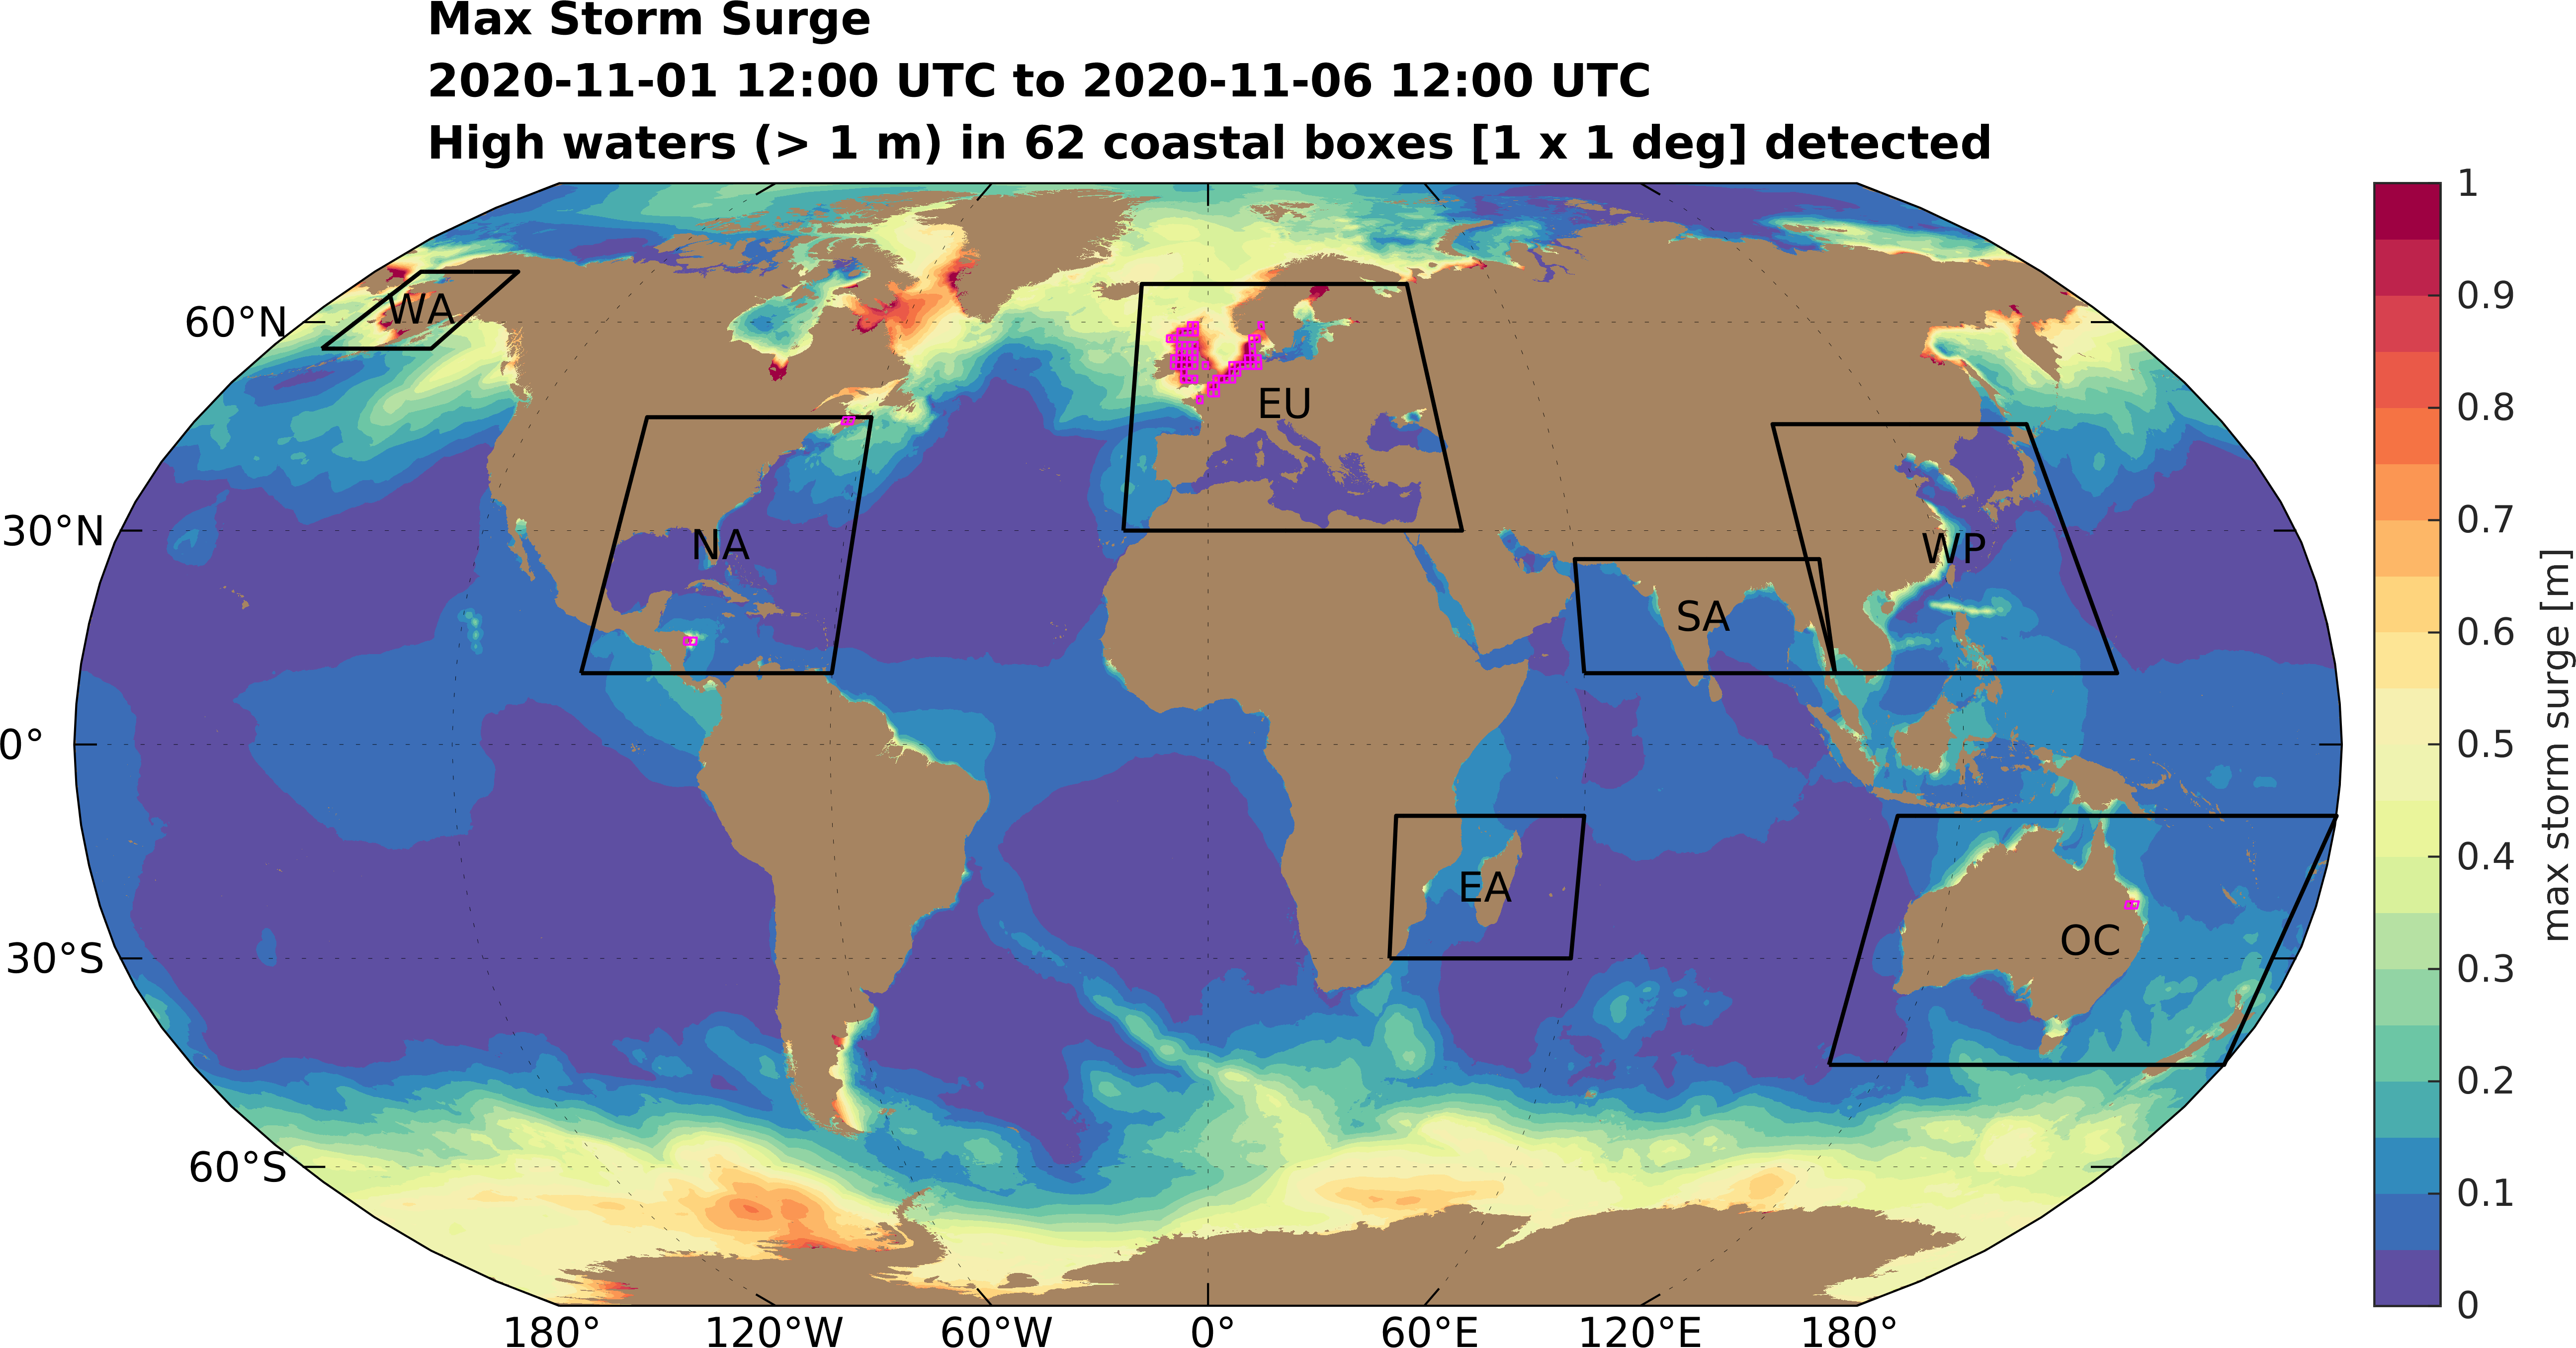 Max Storm Surge
2020-11-01 12:00 UTC to 2020-11-06 12:00 UTC
High waters (> 1 m) in 62 coastal boxes [1 x 1 deg] detected
60°N
30°N
0°
30°S
60°S
WA
NA
EU
SA
WP
EA
OC
180°
120°W
60°W
0°
60°E
120°E
180°
1
0.9
0.8
0.7
0.6
0.5
0.4
0.3
0.2
0.1
0
max storm surge [m]